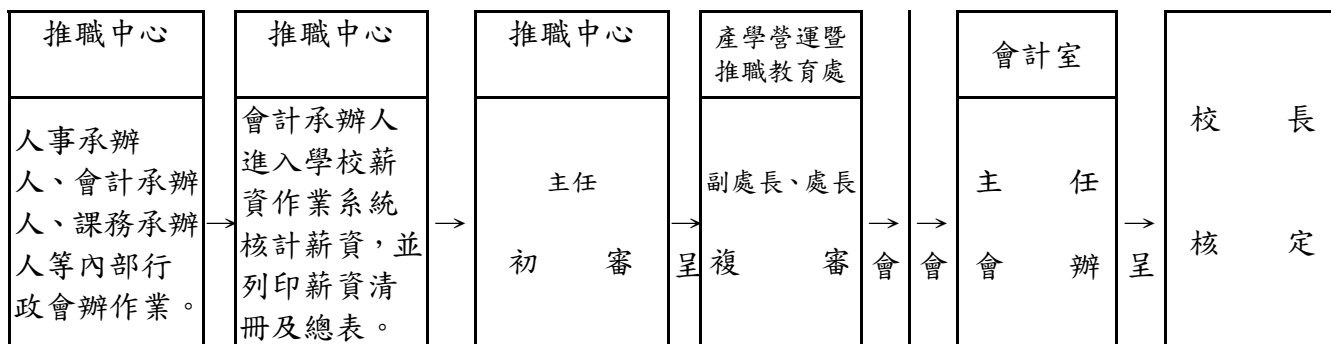 推職中心
人事承辦
人、會計承辦
人、課務承辦
人等內部行
政會辦作業。
→
推職中心
會計承辦人
進入學校薪
資作業系統
核計薪資，並
列印薪資清
冊及總表。
→
推職中心
主任
初審
→
呈
產學營運暨
推職教育處
副處長、處長
複審
→
會
→
會
會計室
主任
會辦
→
呈
校長
核定